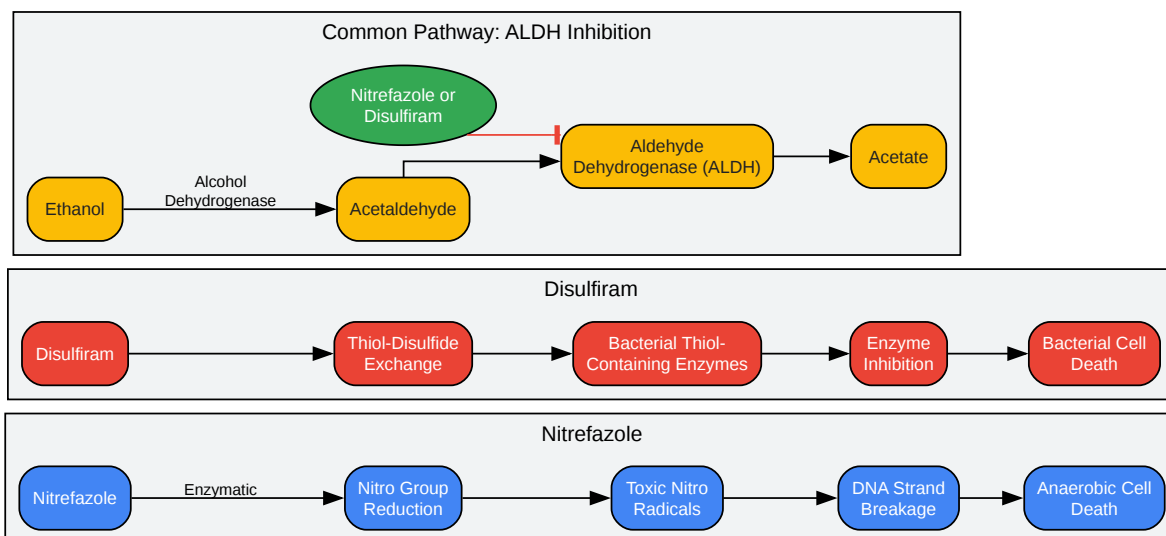 Common Pathway: ALDH Inhibition
Nitrefazole or
Disulfiram
Aldehyde
Dehydrogenase (ALDH)
Acetate
Alcohol
Dehydrogenase
Ethanol
Acetaldehyde
Disulfiram
Disulfiram
Thiol-Disulfide
Exchange
Bacterial Thiol-
Containing Enzymes
Enzyme
Inhibition
Bacterial Cell
Death
Nitrefazole
Nitrefazole
Enzymatic
Nitro Group
Reduction
Toxic Nitro
Radicals
DNA Strand
Breakage
Anaerobic Cell
Death